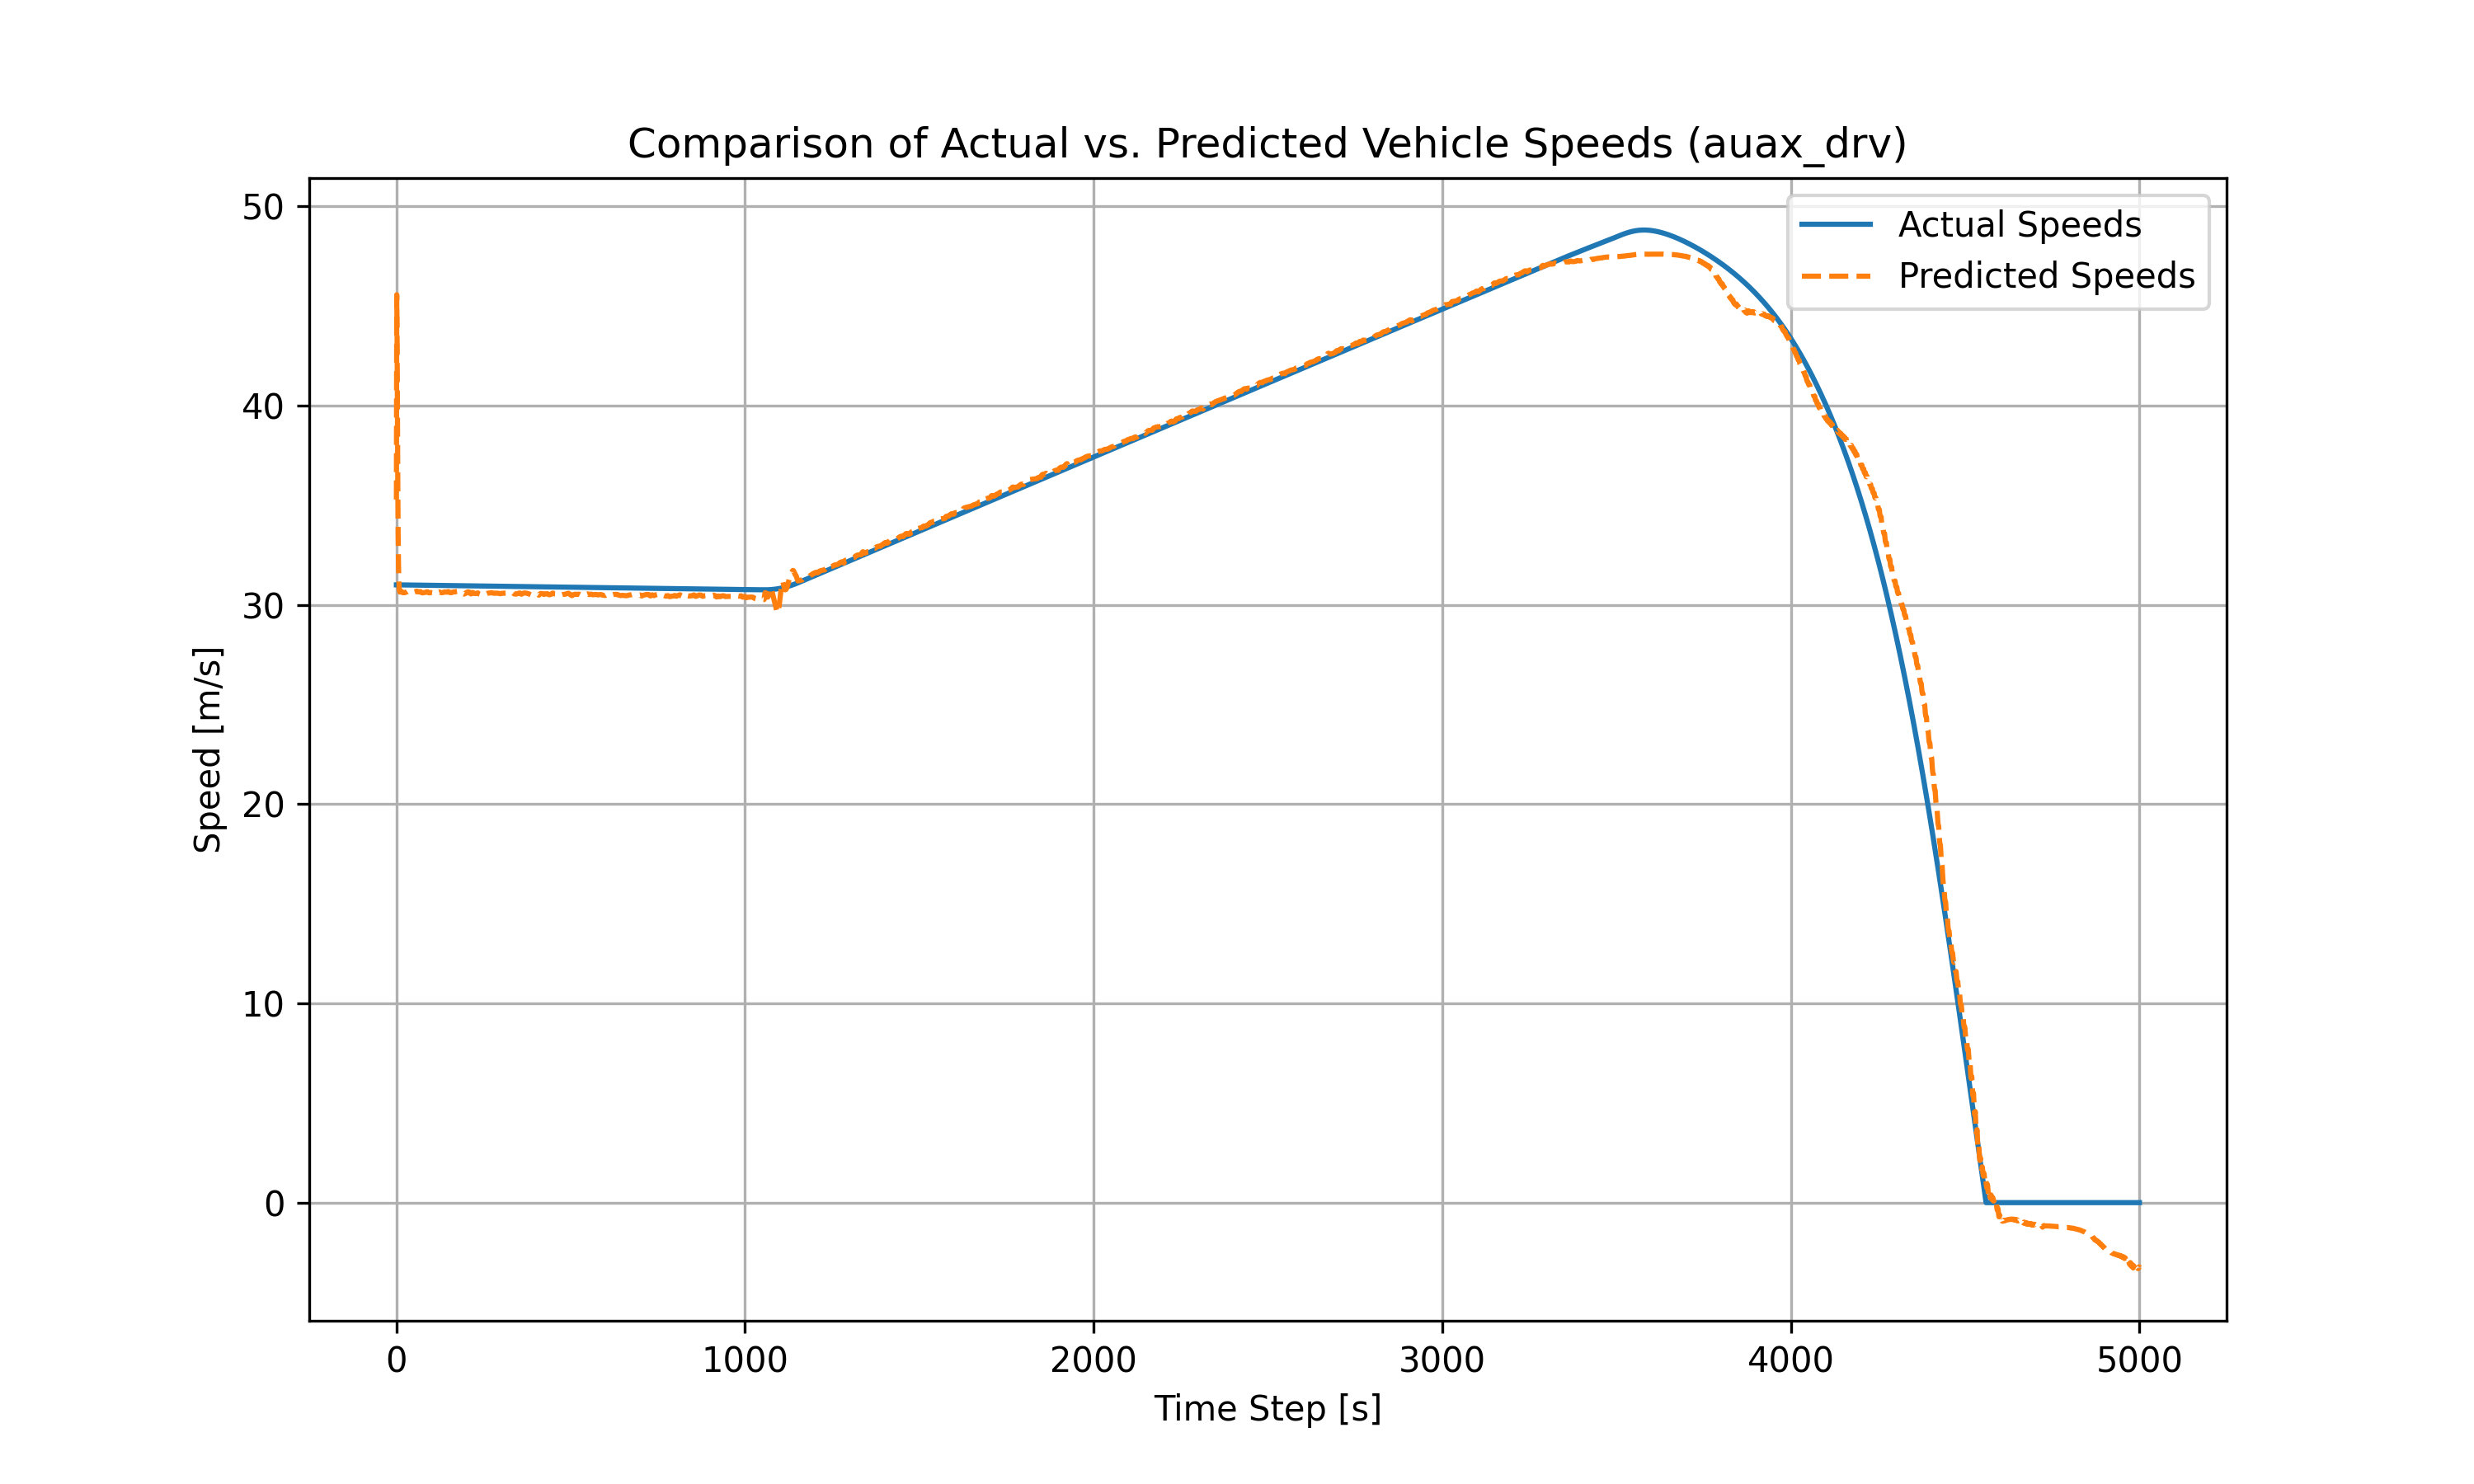 Comparison of Actual vs. Predicted Vehicle Speeds (auax_drv)
Actual Speeds
Predicted Speeds
Speed [m/s]
50
40
30
20
10
0
0 1000 2000 3000 4000 5000
Time Step [s]